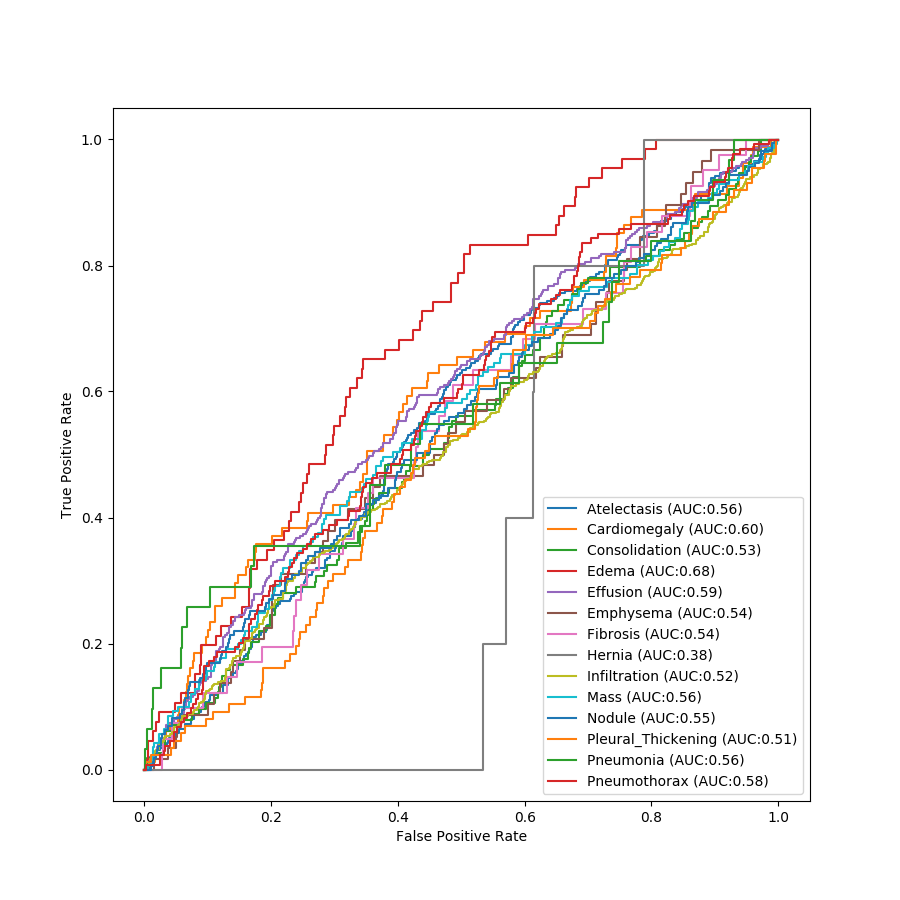 1.0
0.8
0.6
0.4
0.2
0.0
True Positive Rate
Atelectasis (AUC:0.56)
Cardiomegaly (AUC:0.60)
Consolidation (AUC:0.53)
Edema (AUC:0.68)
Effusion (AUC:0.59)
Emphysema (AUC:0.54)
Fibrosis (AUC:0.54)
Hernia (AUC:0.38)
Infiltration (AUC:0.52)
Mass (AUC:0.56)
Nodule (AUC:0.55)
Pleural_Thickening (AUC:0.51)
Pneumonia (AUC:0.56)
Pneumothorax (AUC:0.58)
0.0 0.2 0.4 0.6 0.8 1.0
False Positive Rate